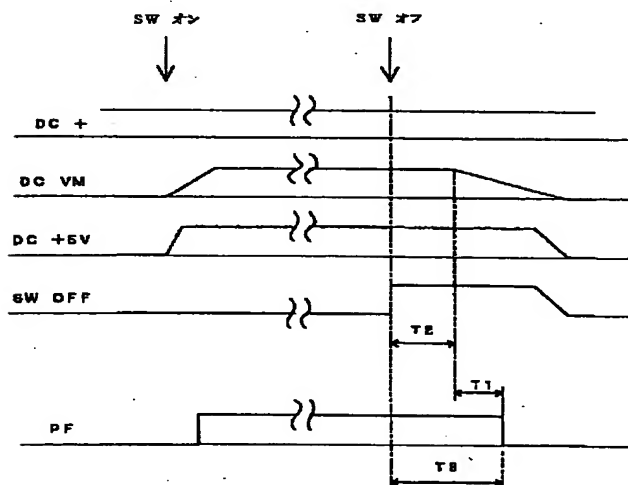 SW オン
SW オフ
DC +
DC VM
DC +5V
SW OFF
T2
T1
PF
T3